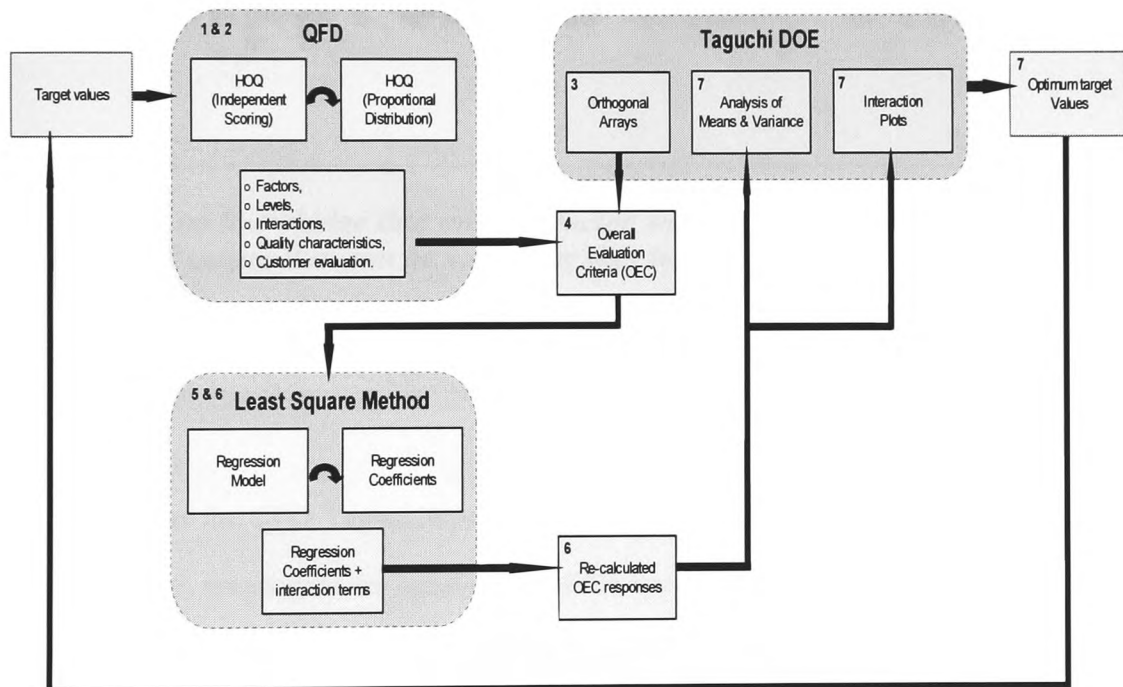 Target values
1 & 2
QFD
HOQ
(Independent
Scoring)
HOQ
(Proportional
Distribution)
o Factors,
o Levels,
o Interactions,
o Quality characteristics,
o Customer evaluation.
Taguchi DOE
3
Orthogonal
Arrays
7
Analysis of
Means & Variance
7
Interaction
Plots
7
Optimum target
Values
4
Overall
Evaluation
Criteria (OEC)
5 & 6
Least Square Method
Regression
Model
Regression
Coefficients
Regression
Coefficients +
interaction terms
6
Re-calculated
OEC responses